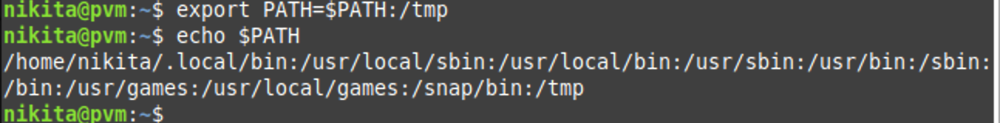 nikita@pvm:~$ export PATH=$PATH:/tmp
nikita@pvm:~$ echo $PATH
/home/nikita/.local/bin:/usr/local/sbin:/usr/local/bin:/usr/sbin:/usr/bin:/sbin:
/bin:/usr/games:/usr/local/games:/snap/bin:/tmp
nikita@pvm:~$